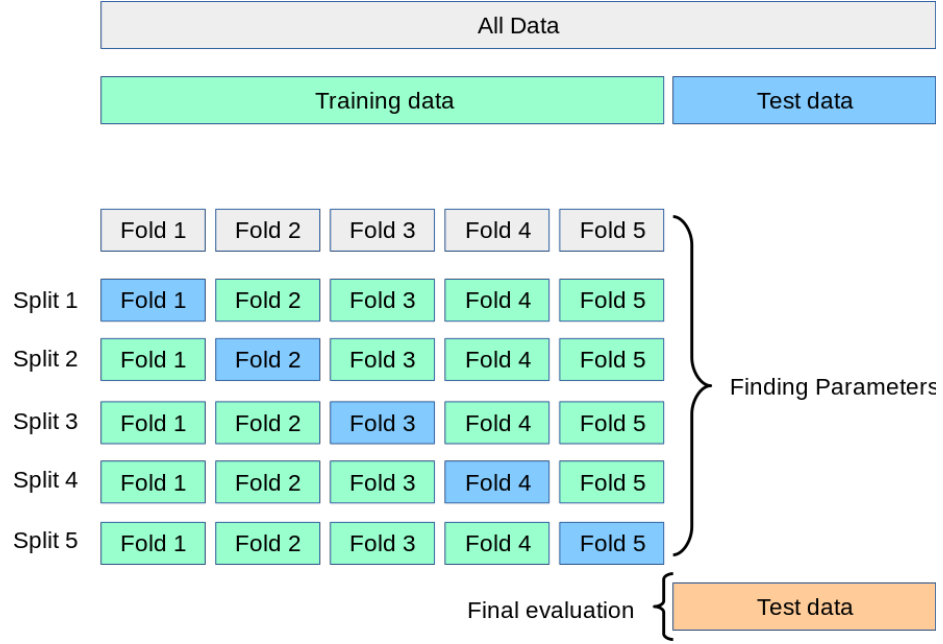 All Data
Training data Test data
Fold 1 Fold 2 Fold 3 Fold 4 Fold 5
Split 1 Fold 1 Fold 2 Fold 3 Fold 4 Fold 5
Split 2 Fold 1 Fold 2 Fold 3 Fold 4 Fold 5
Finding Parameters
Split 3 Fold 1 Fold 2 Fold 3 Fold 4 Fold 5
Split 4 Fold 1 Fold 2 Fold 3 Fold 4 Fold 5
Split 5 Fold 1 Fold 2 Fold 3 Fold 4 Fold 5
Final evaluation Test data